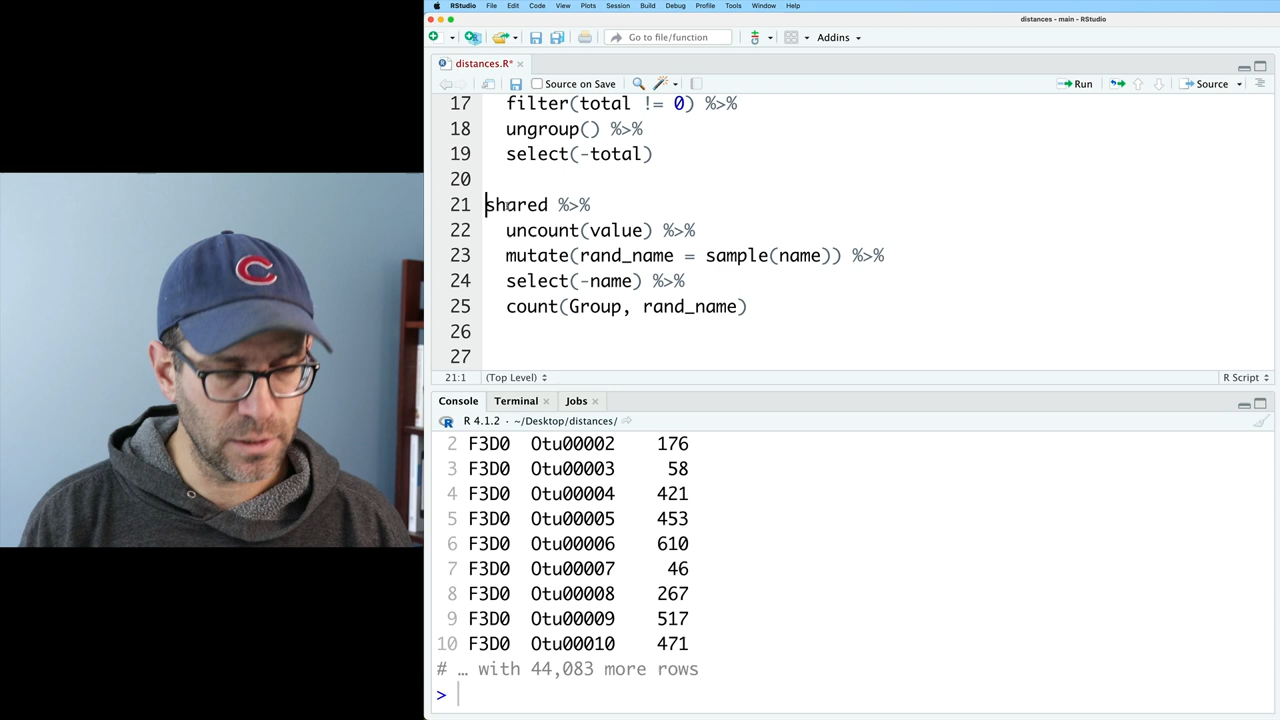 RStudio File Edit Code View Plots Session Build Debug Profile Tools Window Help
distances - main - RStudio
Go to file/function Addins
distances.R*
Source on Save Run Source
17 filter(total != 0) %>%
18 ungroup() %>%
19 select(-total)
20
21 shared %>%
22 uncount(value) %>%
23 mutate(rand_name = sample(name)) %>%
24 select(-name) %>%
25 count(Group, rand_name)
26
27
21:1 (Top Level) R Script
Console Terminal Jobs
R 4.1.2 · ~/Desktop/distances/
2 F3D0 Otu00002 176
3 F3D0 Otu00003 58
4 F3D0 Otu00004 421
5 F3D0 Otu00005 453
6 F3D0 Otu00006 610
7 F3D0 Otu00007 46
8 F3D0 Otu00008 267
9 F3D0 Otu00009 517
10 F3D0 Otu00010 471
# … with 44,083 more rows
>